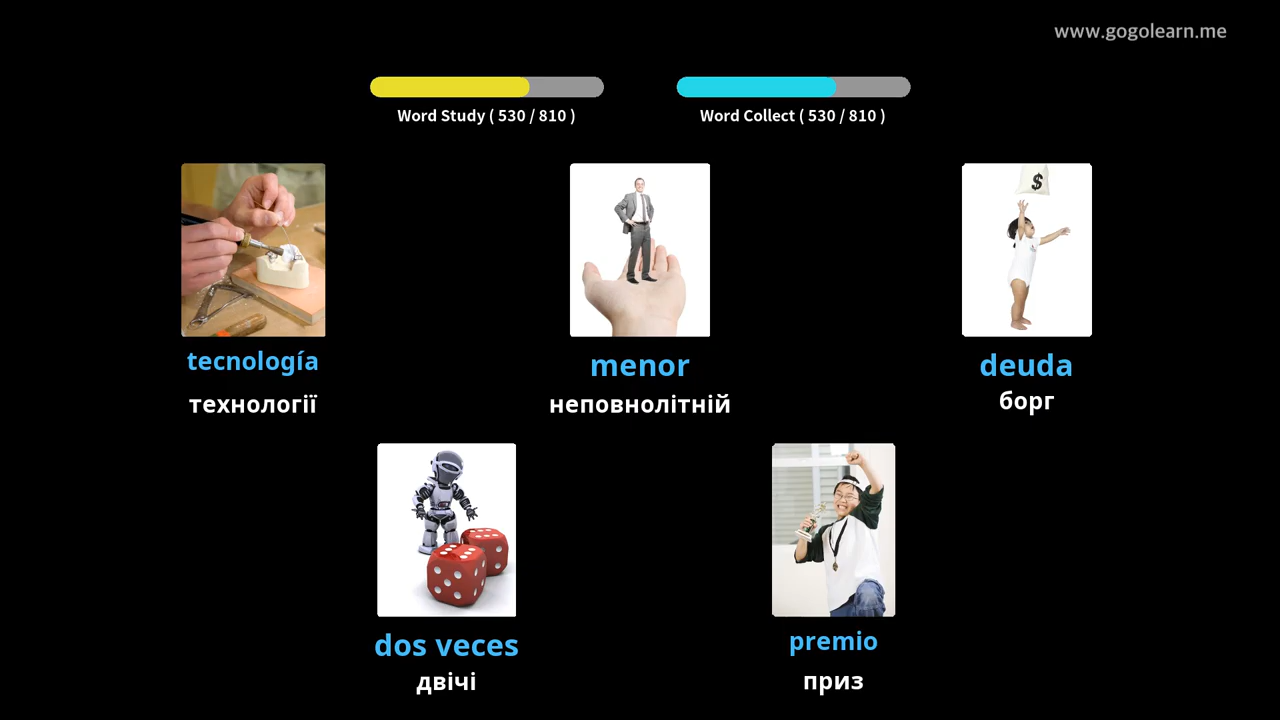 www.gogolearn.me
Word Study ( 530 / 810 )
Word Collect ( 530 / 810 )
$
tecnología
menor
deuda
технології
неповнолітній
борг
dos veces
premio
двічі
приз